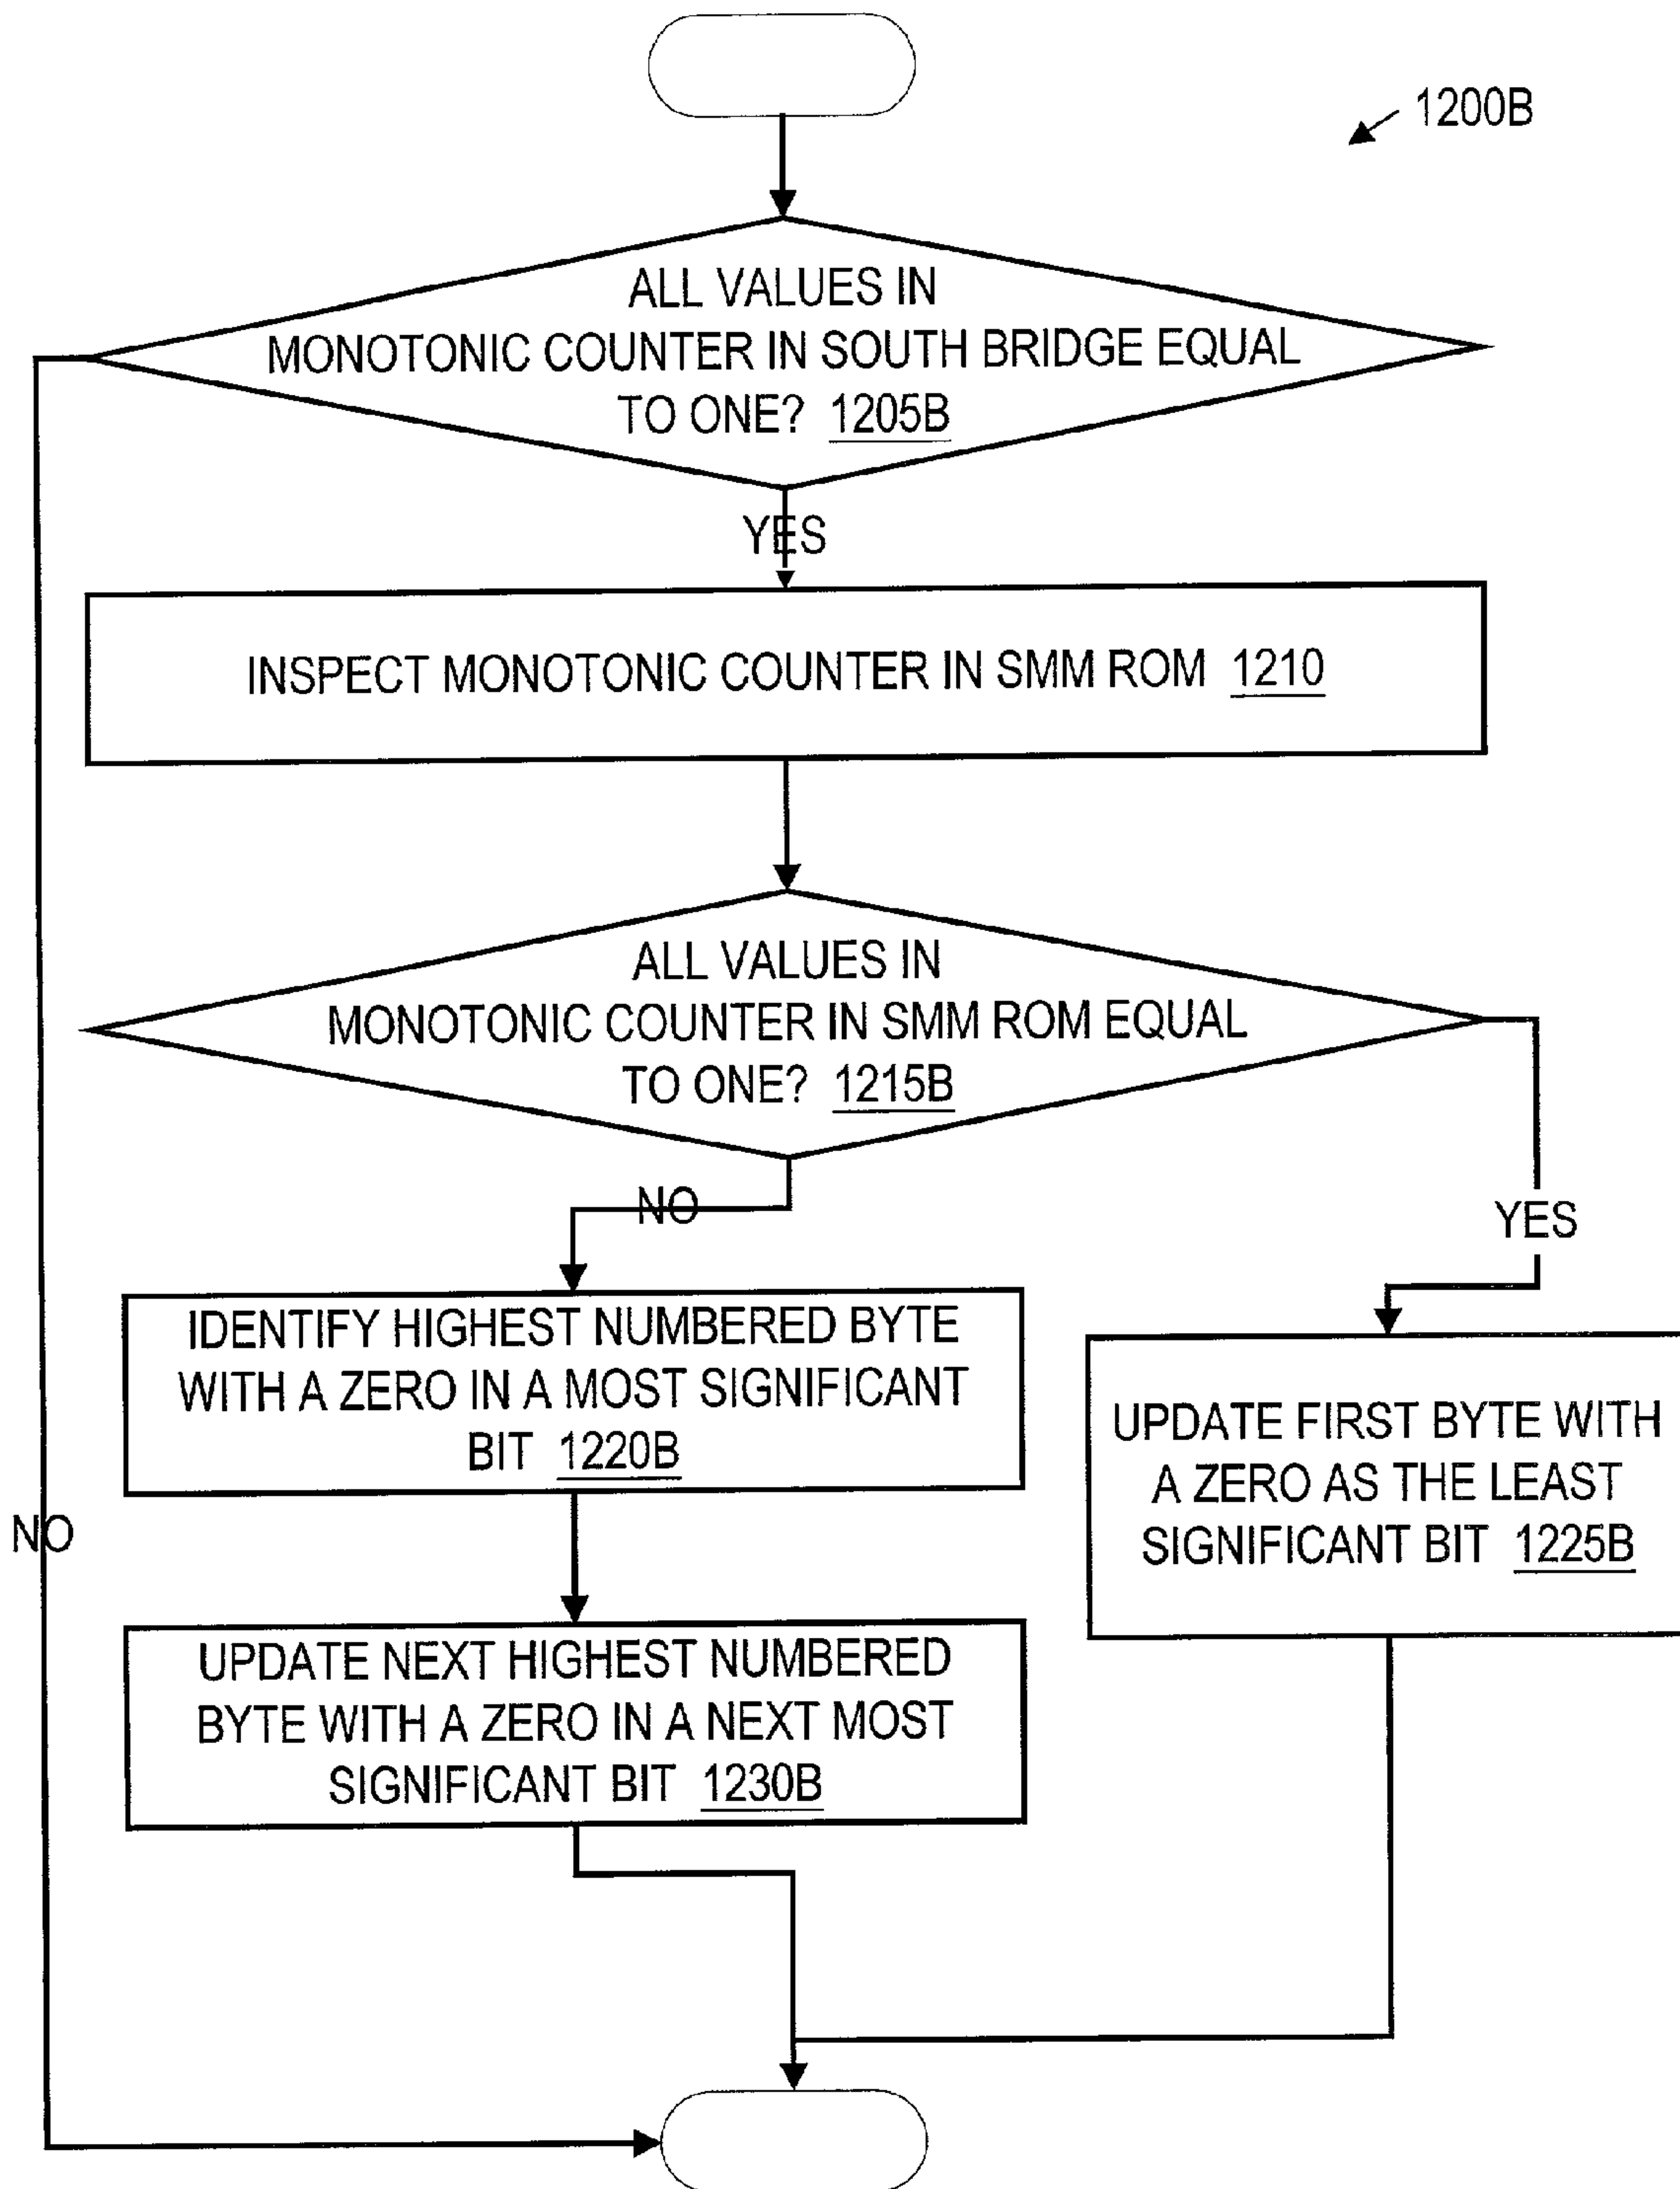 1200B
ALL VALUES IN
MONOTONIC COUNTER IN SOUTH BRIDGE EQUAL
TO ONE? 1205B
YES
INSPECT MONOTONIC COUNTER IN SMM ROM 1210
ALL VALUES IN
MONOTONIC COUNTER IN SMM ROM EQUAL
TO ONE? 1215B
NO
YES
IDENTIFY HIGHEST NUMBERED BYTE
WITH A ZERO IN A MOST SIGNIFICANT
BIT 1220B
UPDATE FIRST BYTE WITH
A ZERO AS THE LEAST
SIGNIFICANT BIT 1225B
NO
UPDATE NEXT HIGHEST NUMBERED
BYTE WITH A ZERO IN A NEXT MOST
SIGNIFICANT BIT 1230B